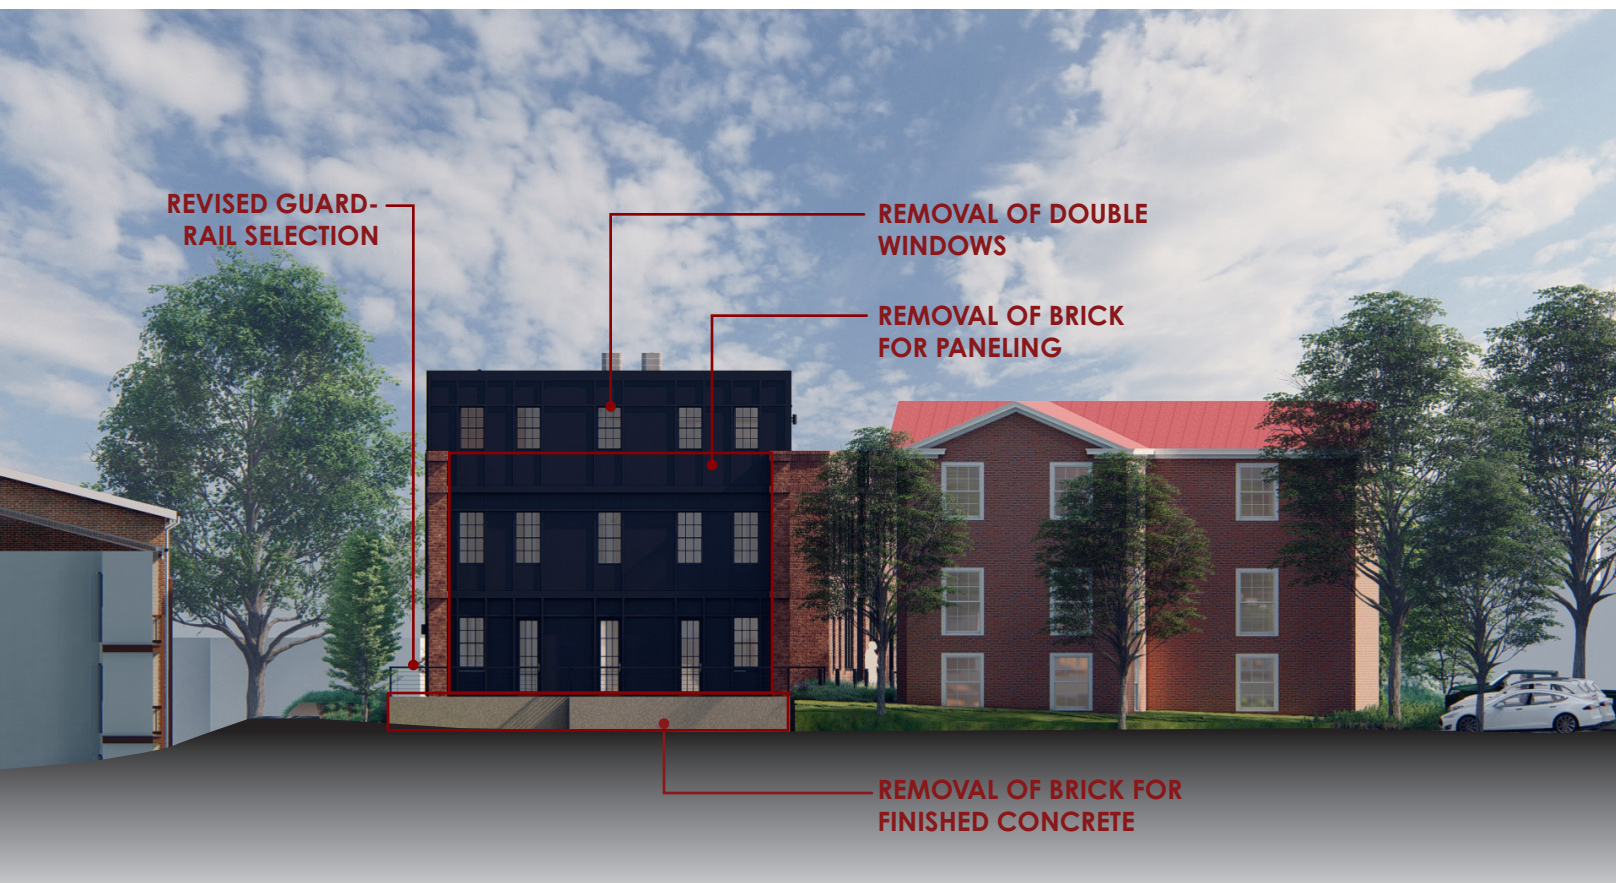 REVISED GUARD-
RAIL SELECTION
REMOVAL OF DOUBLE
WINDOWS
REMOVAL OF BRICK
FOR PANELING
REMOVAL OF BRICK FOR
FINISHED CONCRETE